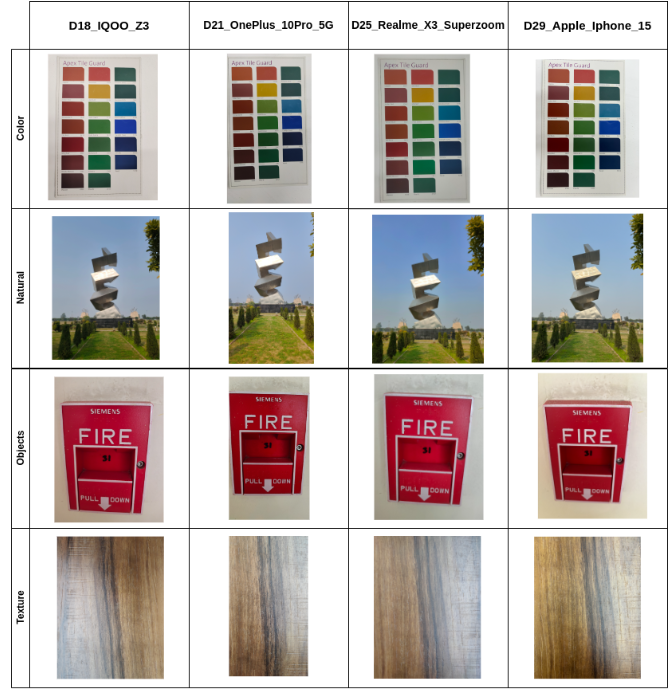 D18_IQOO_Z3
D21_OnePlus_10Pro_5G
D25_Realme_X3_Superzoom
D29_Apple_Iphone_15
Color
Apex Tile Guard
Apex Tile Guard
Apex Tile Guard
Apex Tile Guard
Natural
Objects
SIEMENS
FIRE
PULL DOWN
SIEMENS
FIRE
PULL DOWN
SIEMENS
FIRE
PULL DOWN
SIEMENS
FIRE
PULL DOWN
Texture